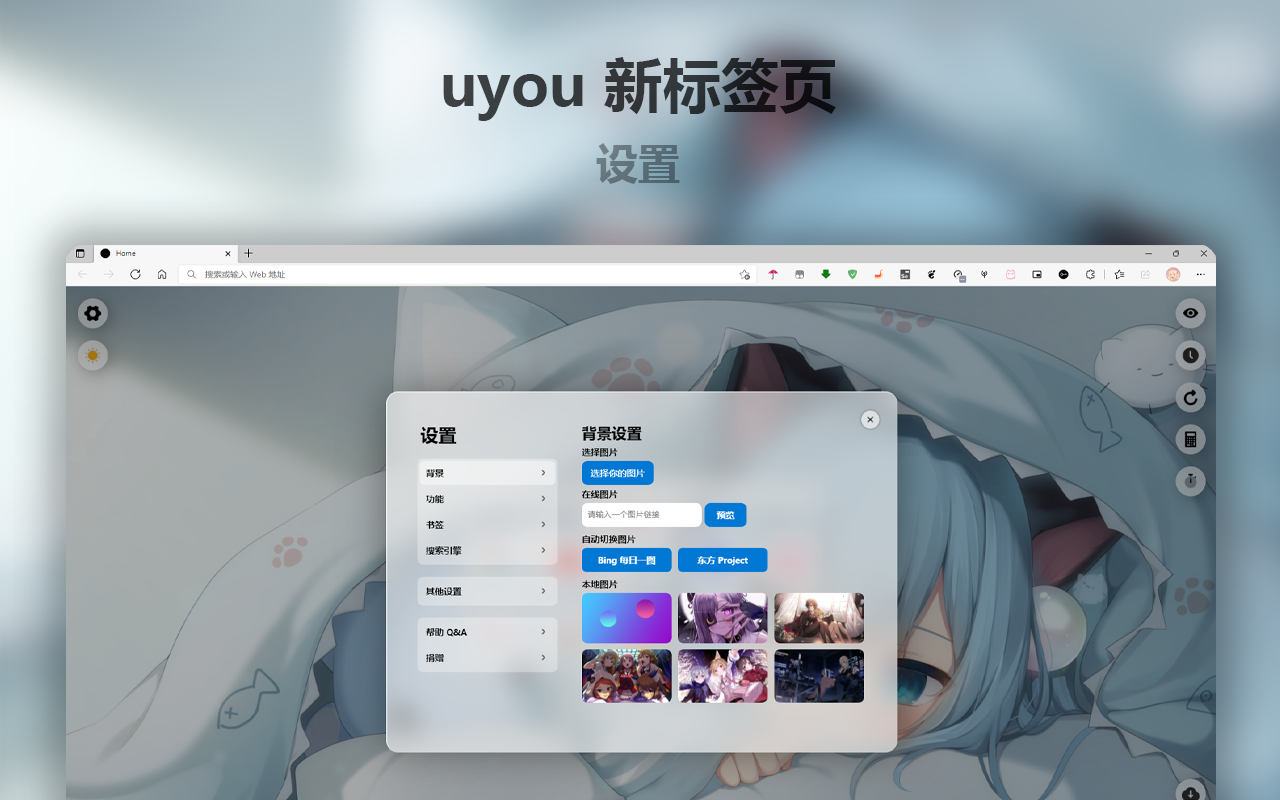 uyou 新标签页
设置
Home
搜索或输入 Web 地址
设置
背景
功能
书签
搜索引擎
其他设置
帮助 Q&A
捐赠
背景设置
选择图片
选择你的图片
在线图片
请输入一个图片链接
预览
自动切换图片
Bing 每日一图
东方 Project
本地图片